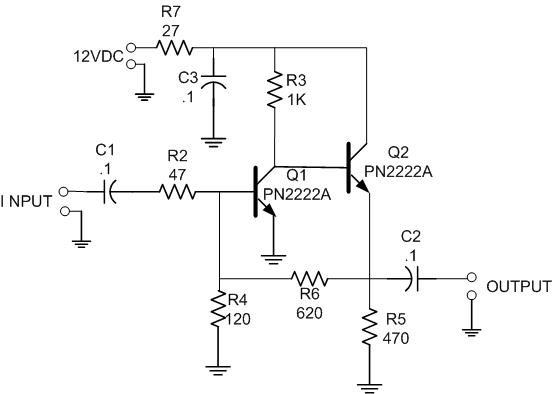 R7
27
12VDC
C3
.1
R3
1K
C1
.1
R2
47
Q1
PN2222A
Q2
PN2222A
I NPUT
C2
.1
R4
120
R6
620
R5
470
OUTPUT